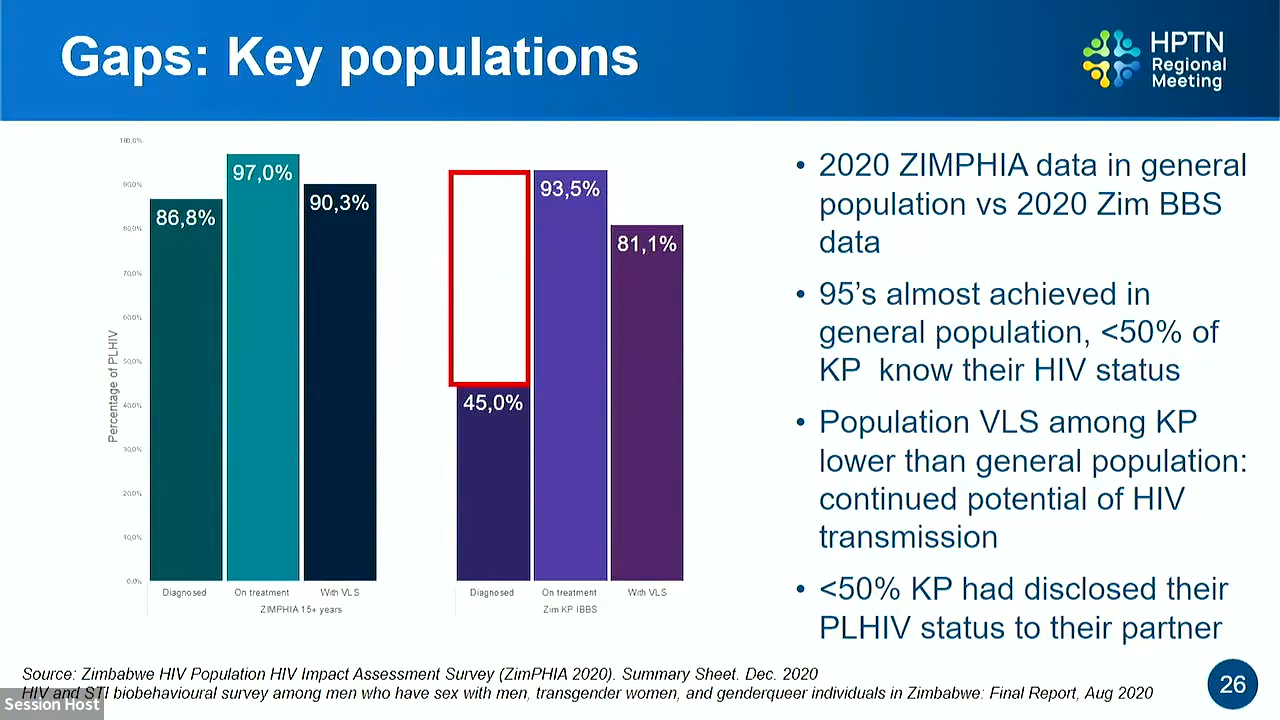 Gaps: Key populations
HPTN
Regional
Meeting
100,0%
90,0%
80,0%
70,0%
60,0%
50,0%
40,0%
30,0%
20,0%
10,0%
0,0%
Percentage of PLHIV
86,8%
97,0%
90,3%
45,0%
93,5%
81,1%
Diagnosed
On treatment
With VLS
ZIMPHIA 15+ years
Diagnosed
On treatment
With VLS
Zim KP IBBS
• 2020 ZIMPHIA data in general
population vs 2020 Zim BBS
data
• 95’s almost achieved in
general population, <50% of
KP know their HIV status
• Population VLS among KP
lower than general population:
continued potential of HIV
transmission
• <50% KP had disclosed their
PLHIV status to their partner
Source: Zimbabwe HIV Population HIV Impact Assessment Survey (ZimPHIA 2020). Summary Sheet. Dec. 2020
HIV and STI biobehavioural survey among men who have sex with men, transgender women, and genderqueer individuals in Zimbabwe: Final Report, Aug 2020
Session Host
26